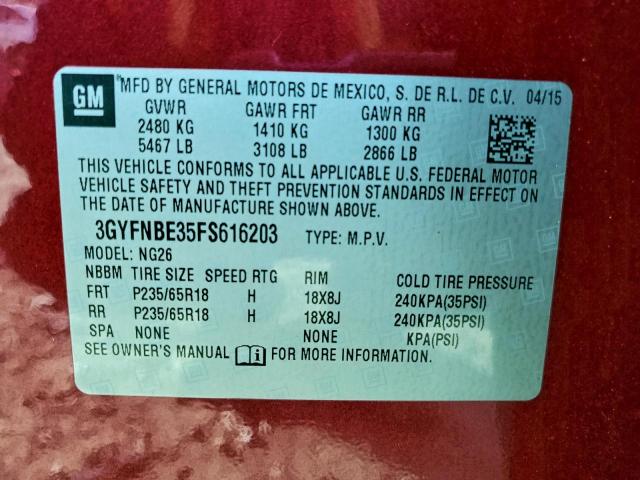 GM ® MFD BY GENERAL MOTORS DE MEXICO, S. DE R.L. DE C.V. 04/15
GVWR GAWR FRT GAWR RR
2480 KG 1410 KG 1300 KG
5467 LB 3108 LB 2866 LB
THIS VEHICLE CONFORMS TO ALL APPLICABLE U.S. FEDERAL MOTOR
VEHICLE SAFETY AND THEFT PREVENTION STANDARDS IN EFFECT ON
THE DATE OF MANUFACTURE SHOWN ABOVE.
3GYFNBE35FS616203 TYPE: M.P.V.
MODEL: NG26
NBBM TIRE SIZE SPEED RTG RIM COLD TIRE PRESSURE
FRT P235/65R18 H 18X8J 240KPA(35PSI)
RR P235/65R18 H 18X8J 240KPA(35PSI)
SPA NONE NONE KPA(PSI)
SEE OWNER'S MANUAL FOR MORE INFORMATION.